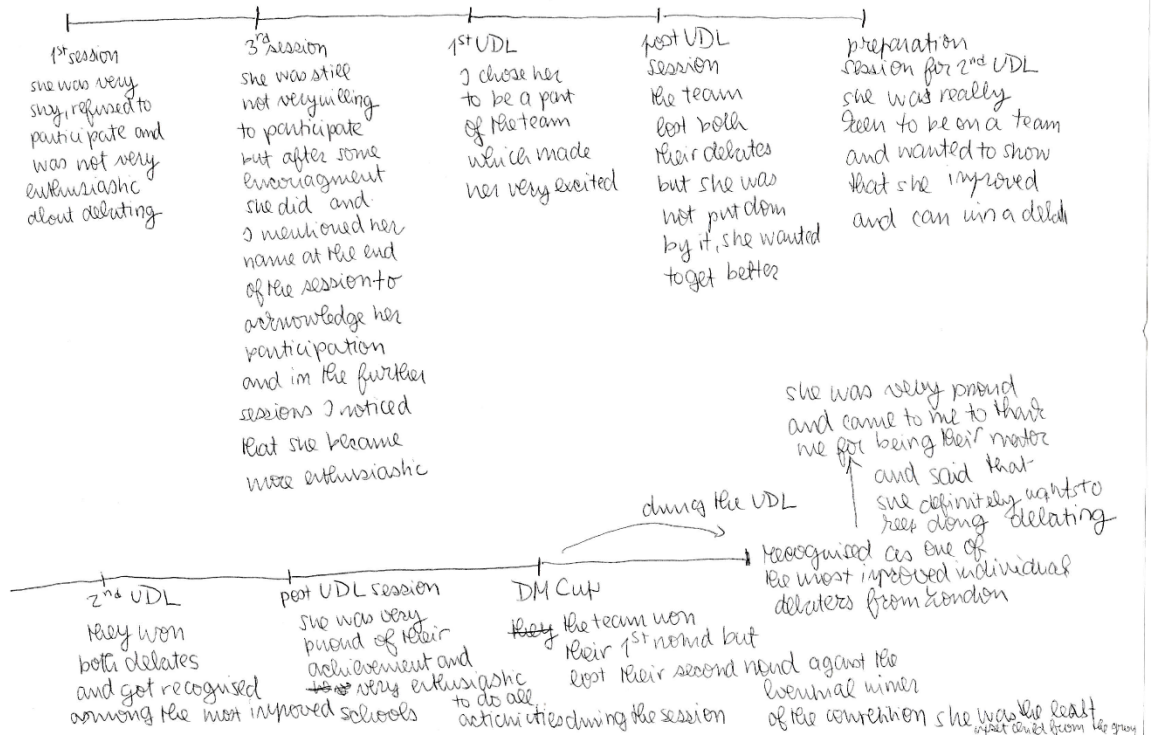 1st session
she was very
shy, refused to
participate and
was not very
enthusiastic
about debating
3rd session
she was still
not very willing
to participate
but after some
encouragment
she did and
I mentioned her
name at the end
of the session to
acknowledge her
participation
and in the further
sessions I noticed
that she became
more enthusiastic
1st UDL
I chose her
to be a part
of the team
which made
her very excited
post UDL
session
the team
lost both
their debates
but she was
not put down
by it, she wanted
to get better
preparation
session for 2nd UDL
she was really
keen to be on a team
and wanted to show
that she improved
and can win a debate
2nd UDL
they won
both debates
and got recognised
among the most improved schools
post UDL session
she was very
proud of their
achievement and
very enthusiastic
to do all
activities during the session
DM Cup
they the team won
their 1st round but
lost their second round against the
eventual winner
of the convention she was the least
upset child from the group
during the UDL
recognised as one of
the most improved individual
debaters from London
she was very proud
and came to me to thank
me for being their mentor
and said that
she definitely wants to
keep doing debating